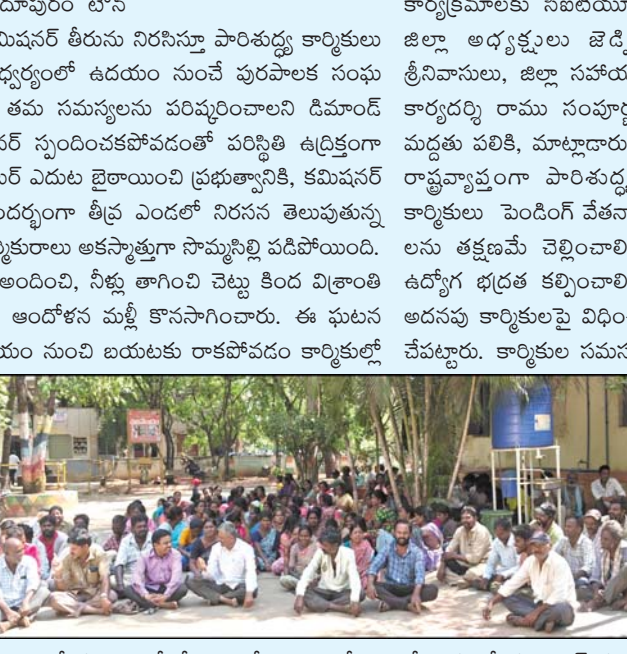 దూపురం టౌన్
మిషనర్ తీరును నిరసిస్తూ పారిశుద్ధ్య కార్మికులు
ధ్వర్యంలో ఉదయం నుంచే పురపాలక సంఘ
తమ సమస్యలను పరిష్కరించాలని డిమాండ్
నర్ స్పందించకపోవడంతో పరిస్థితి ఉద్రిక్తంగా
ఎదుట బైఠాయించి ప్రభుత్వానికి, కమిషనర్
దర్భంగా తీవ్ర ఎండలో నిరసన తెలుపుతున్న
ర్మికురాలు అకస్మాత్తుగా సొమ్మసిల్లి పడిపోయింది.
అందించి, నీళ్లు తాగించి చెట్టు కింద విశ్రాంతి
ఆందోళన మళ్లీ కొనసాగించారు. ఈ ఘటన
యం నుంచి బయటకు రాకపోవడం కార్మికుల్లో
కార్యక్రమాలకు సిఐటియూ
జిల్లా అధ్యక్షులు జెడ్పి
శ్రీనివాసులు, జిల్లా సహాయ
కార్యదర్శి రాము సంపూర్ణ
మద్దతు పలికి, మాట్లాడారు
రాష్ట్రవ్యాప్తంగా పారిశుద్ధ్య
కార్మికులు పెండింగ్ వేతనా
లను తక్షణమే చెల్లించాలి
ఉద్యోగ భద్రత కల్పించాలి
అదనపు కార్మికులపై విధిం
చేపట్టారు. కార్మికుల సమస